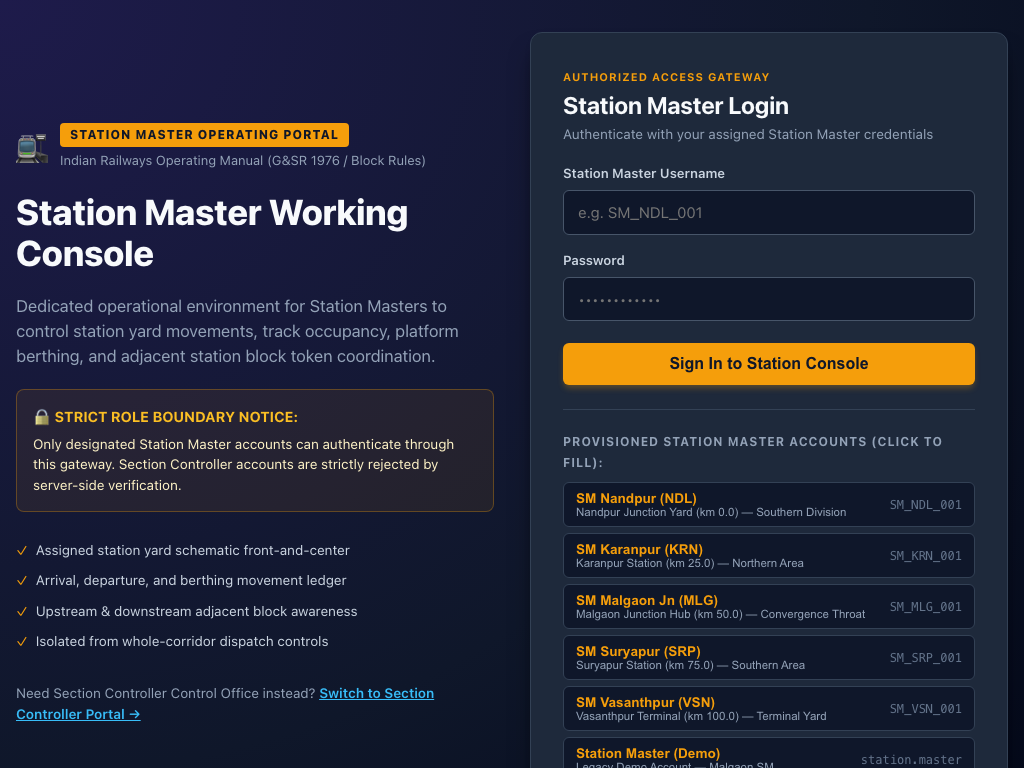 STATION MASTER OPERATING PORTAL
Indian Railways Operating Manual (G&SR 1976 / Block Rules)
Station Master Working
Console
Dedicated operational environment for Station Masters to
control station yard movements, track occupancy, platform
berthing, and adjacent station block token coordination.
🔒 STRICT ROLE BOUNDARY NOTICE:
Only designated Station Master accounts can authenticate through
this gateway. Section Controller accounts are strictly rejected by
server-side verification.
✓ Assigned station yard schematic front-and-center
✓ Arrival, departure, and berthing movement ledger
✓ Upstream & downstream adjacent block awareness
✓ Isolated from whole-corridor dispatch controls
Need Section Controller Control Office instead? Switch to Section
Controller Portal →
AUTHORIZED ACCESS GATEWAY
Station Master Login
Authenticate with your assigned Station Master credentials
Station Master Username
e.g. SM_NDL_001
Password
••••••••••••
Sign In to Station Console
PROVISIONED STATION MASTER ACCOUNTS (CLICK TO
FILL):
SM Nandpur (NDL)
Nandpur Junction Yard (km 0.0) — Southern Division
SM_NDL_001
SM Karanpur (KRN)
Karanpur Station (km 25.0) — Northern Area
SM_KRN_001
SM Malgaon Jn (MLG)
Malgaon Junction Hub (km 50.0) — Convergence Throat
SM_MLG_001
SM Suryapur (SRP)
Suryapur Station (km 75.0) — Southern Area
SM_SRP_001
SM Vasanthpur (VSN)
Vasanthpur Terminal (km 100.0) — Terminal Yard
SM_VSN_001
Station Master (Demo)
Legacy Demo Account — Malgaon SM
station.master